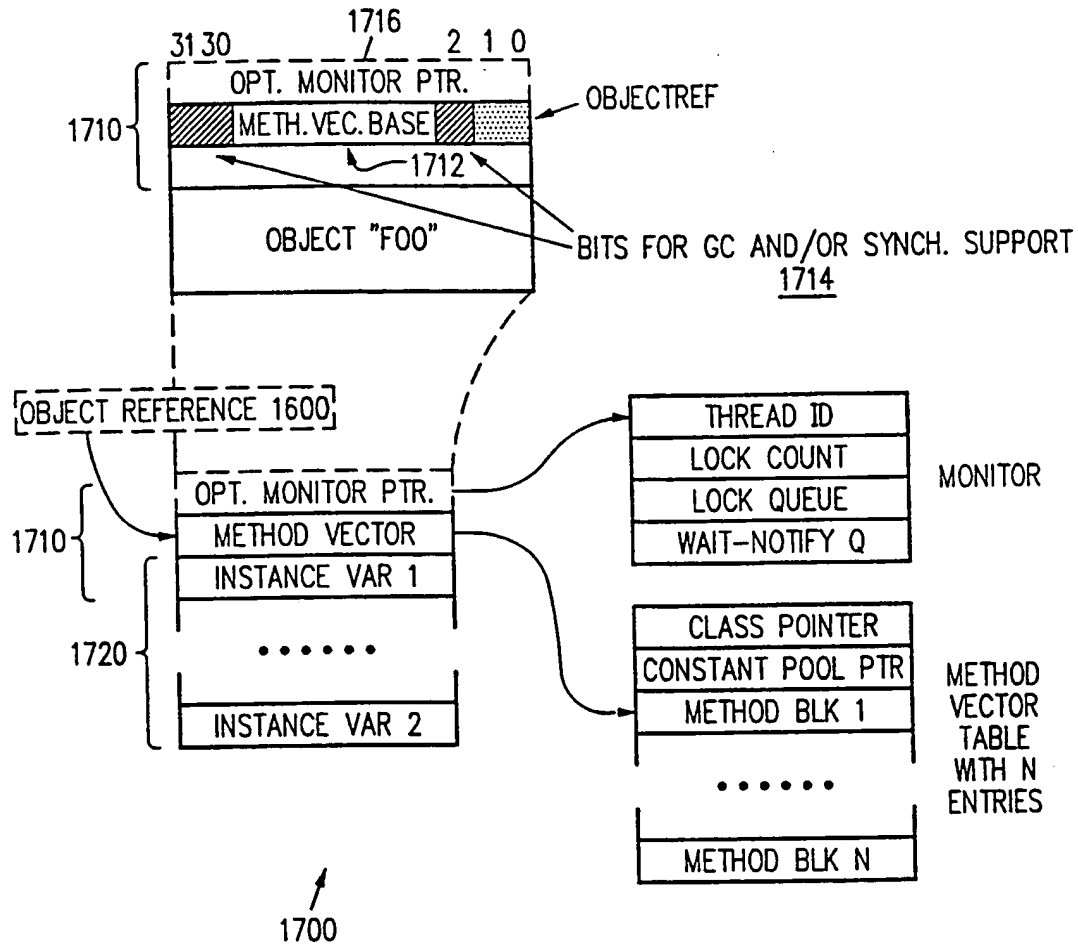 1716
31 30 2 1 0
OPT. MONITOR PTR.
1710
METH.VEC.BASE
OBJECTREF
1712
OBJECT "FOO"
BITS FOR GC AND/OR SYNCH. SUPPORT
1714
OBJECT REFERENCE 1600
1710
OPT. MONITOR PTR.
METHOD VECTOR
INSTANCE VAR 1
1720
......
INSTANCE VAR 2
THREAD ID
LOCK COUNT
LOCK QUEUE
WAIT-NOTIFY Q
MONITOR
CLASS POINTER
CONSTANT POOL PTR
METHOD BLK 1
......
METHOD BLK N
METHOD
VECTOR
TABLE
WITH N
ENTRIES
1700